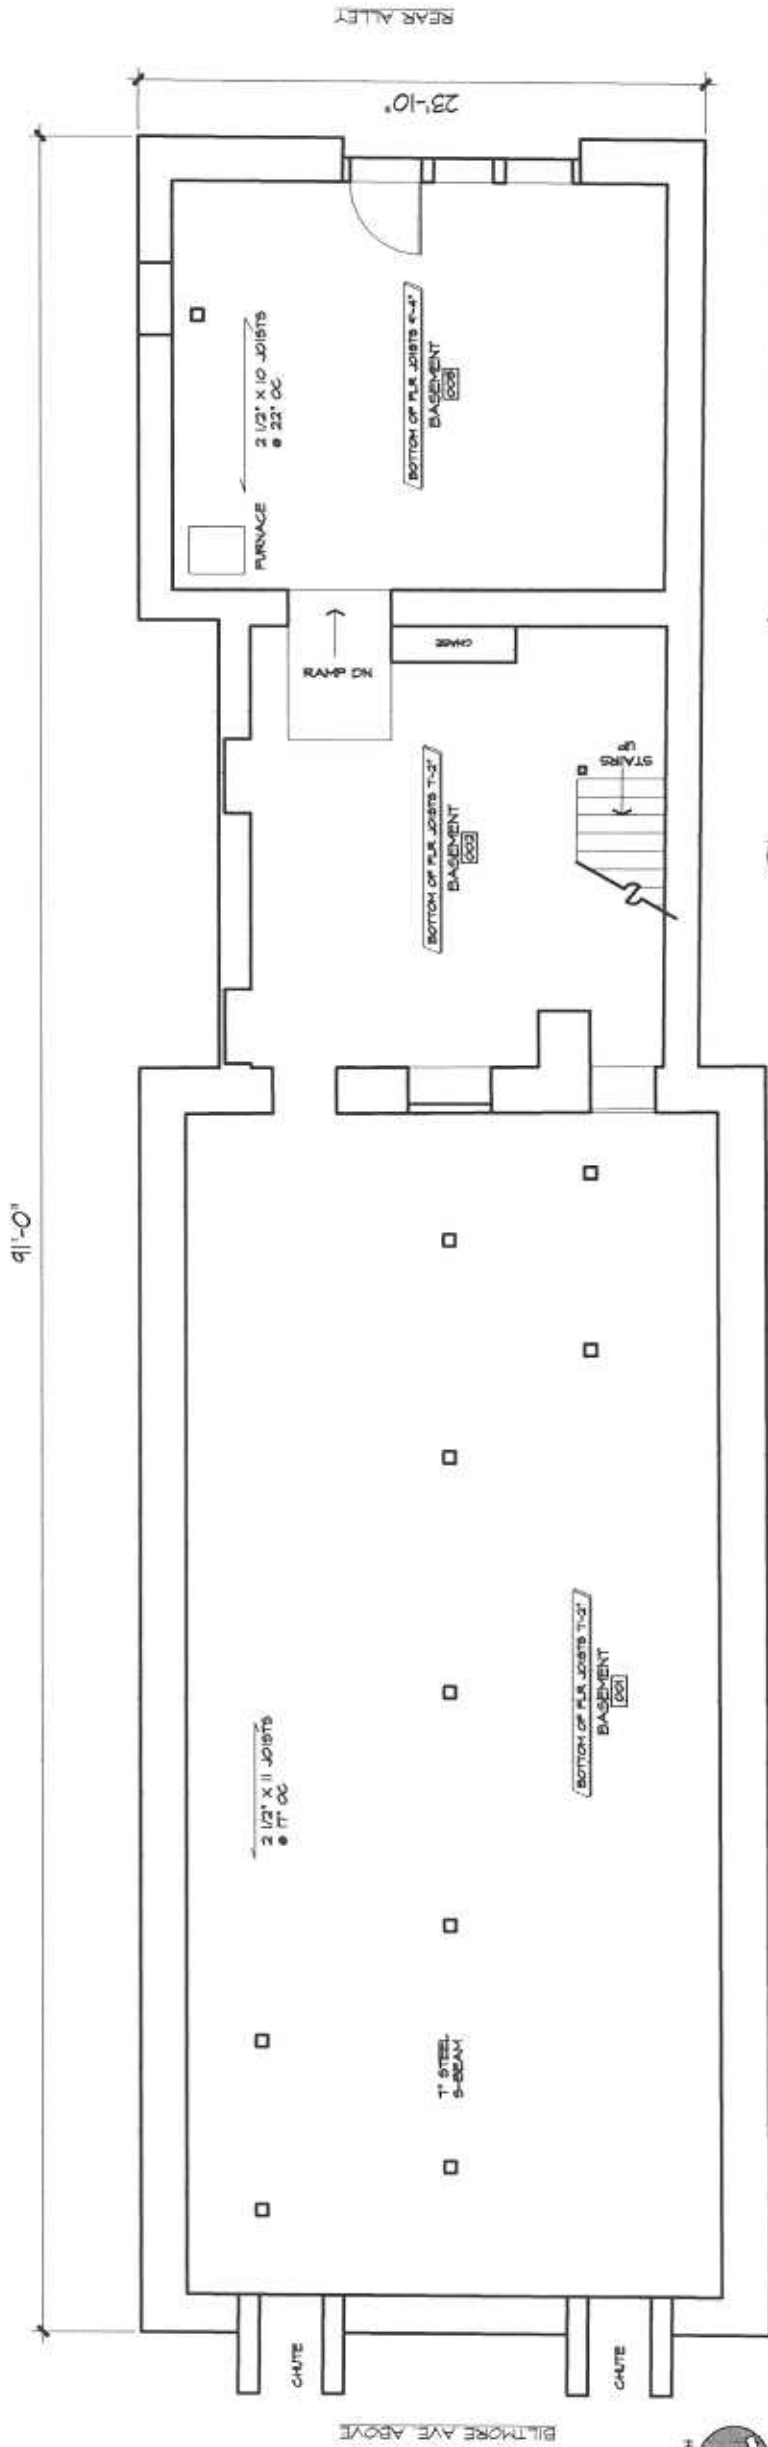 REAR ALLEY
23'-10"
91'-0"
2 1/2" X 10 JOISTS
@ 22" OC
FURNACE
BOTTOM OF FLR JOISTS 9'-4"
BASEMENT
RAMP DN
CHASE
BOTTOM OF FLR JOISTS 7'-2"
BASEMENT
002
STAIRS
UP
2 1/2" X 11 JOISTS
@ 17" OC
BOTTOM OF FLR JOISTS 7'-2"
BASEMENT
001
7" STEEL
S-BEAM
CHUTE
CHUTE
BILTMORE AVE ABOVE